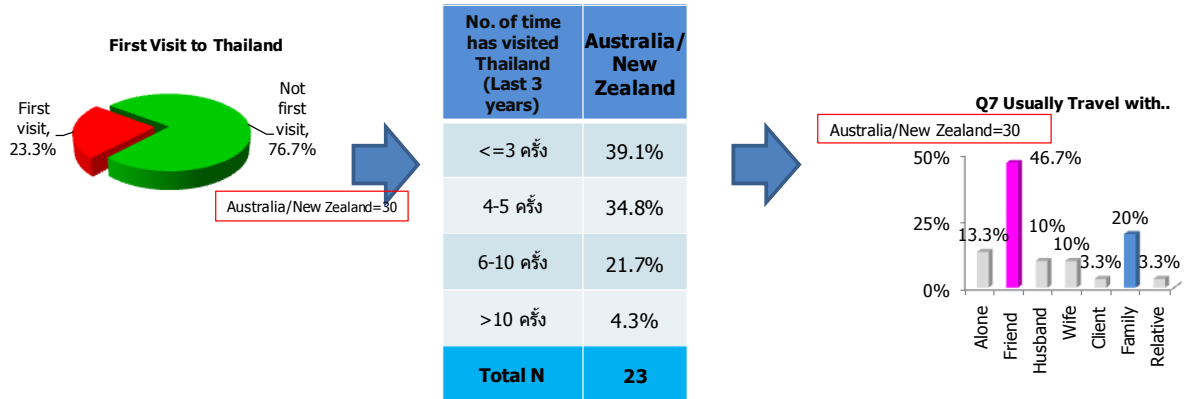 First Visit to Thailand
First
visit,
23.3%
Not
first
visit,
76.7%
Australia/New Zealand=30
No. of time
has visited
Thailand
(Last 3
years)
Australia/
New
Zealand
<=3 ครั้ง
39.1%
4-5 ครั้ง
34.8%
6-10 ครั้ง
21.7%
>10 ครั้ง
4.3%
Total N
23
Q7 Usually Travel with..
Australia/New Zealand=30
50%
25%
0%
13.3%
46.7%
10%
10%
3.3%
20%
3.3%
Alone
Friend
Husband
Wife
Client
Family
Relative